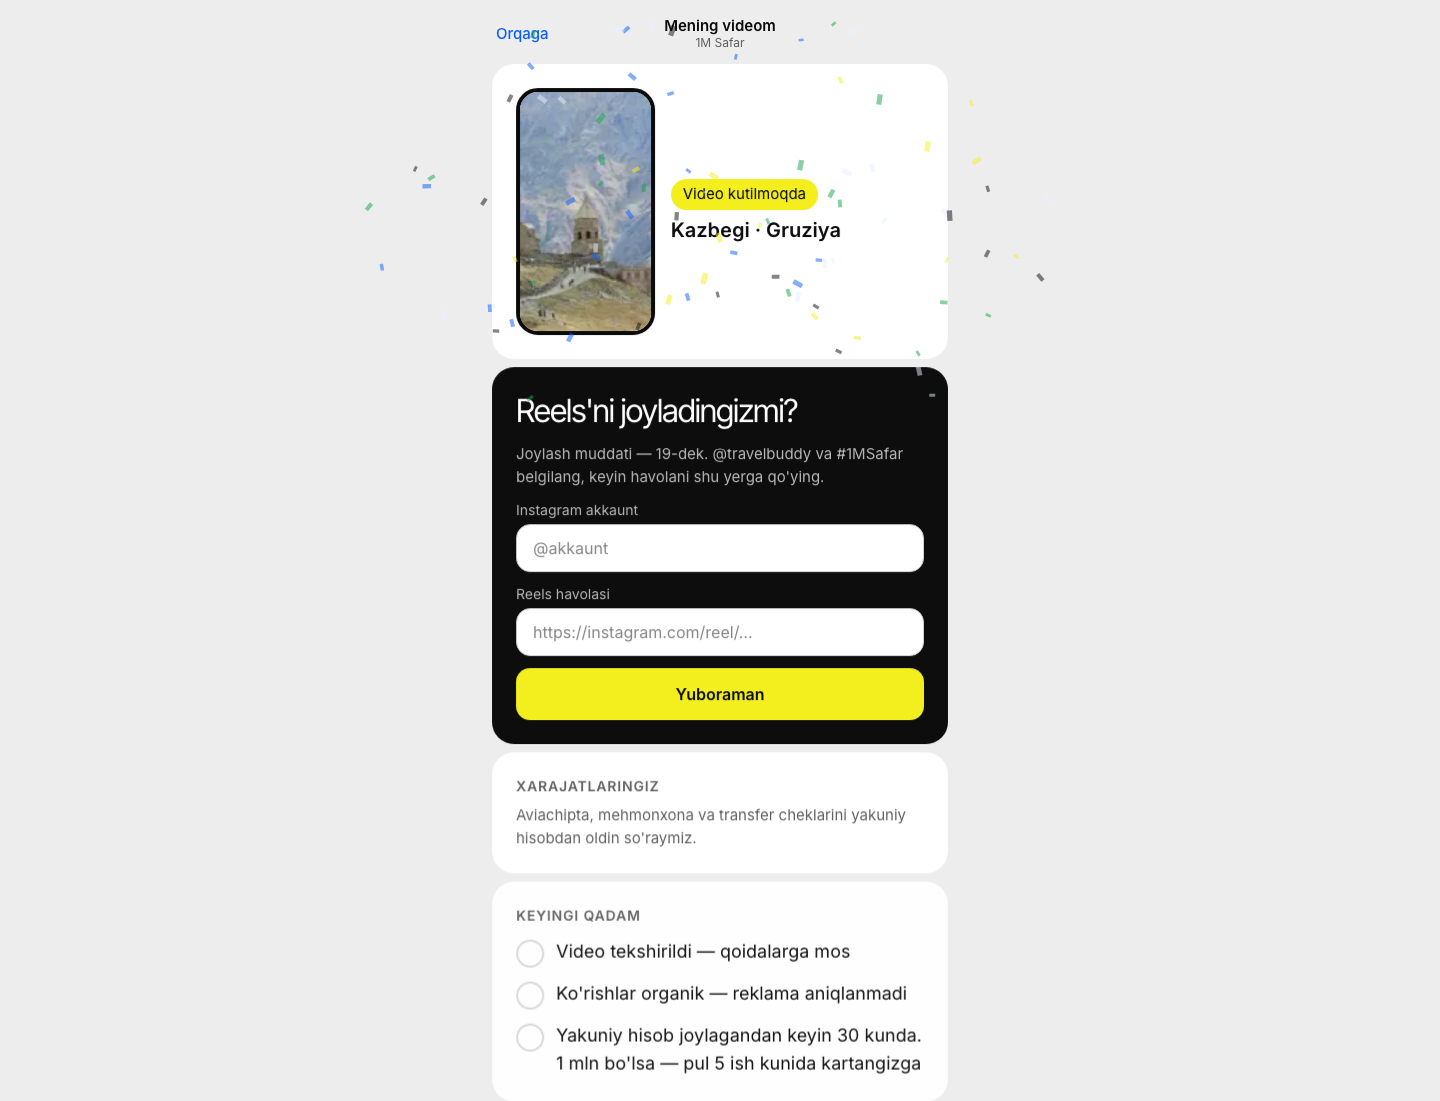 Orqaga
Mening videom
1M Safar
Video kutilmoqda
Kazbegi · Gruziya
Reels'ni joyladingizmi?
Joylash muddati — 19-dek. @travelbuddy va #1MSafar
belgilang, keyin havolani shu yerga qo'ying.
Instagram akkaunt
@akkaunt
Reels havolasi
https://instagram.com/reel/...
Yuboraman
XARAJATLARINGIZ
Aviachipta, mehmonxona va transfer cheklarini yakuniy
hisobdan oldin so'raymiz.
KEYINGI QADAM
Video tekshirildi — qoidalarga mos
Ko'rishlar organik — reklama aniqlanmadi
Yakuniy hisob joylagandan keyin 30 kunda.
1 mln bo'lsa — pul 5 ish kunida kartangizga